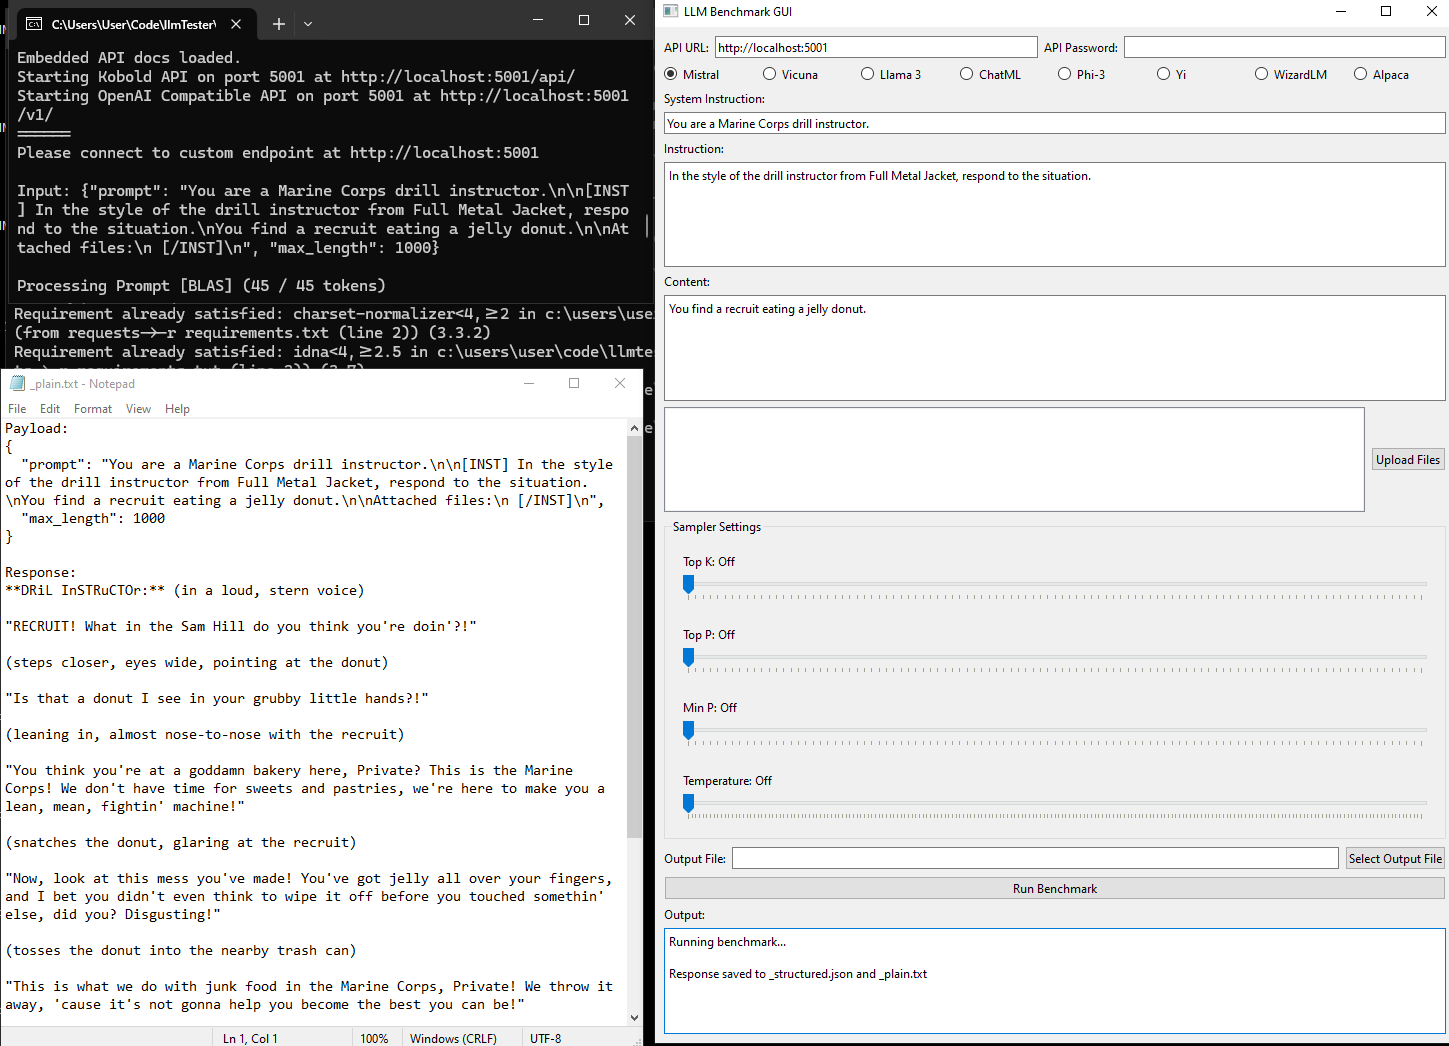 C:\Users\User\Code\llmTester\
Embedded API docs loaded.
Starting Kobold API on port 5001 at http://localhost:5001/api/
Starting OpenAI Compatible API on port 5001 at http://localhost:5001
/v1/
======
Please connect to custom endpoint at http://localhost:5001
Input: {"prompt": "You are a Marine Corps drill instructor.\n\n[INST
] In the style of the drill instructor from Full Metal Jacket, respo
nd to the situation.\nYou find a recruit eating a jelly donut.\n\nAt
tached files:\n [/INST]\n", "max_length": 1000}
Processing Prompt [BLAS] (45 / 45 tokens)
Requirement already satisfied: charset-normalizer<4,>=2 in c:\users\use
(from requests->-r requirements.txt (line 2)) (3.3.2)
Requirement already satisfied: idna<4,>=2.5 in c:\users\user\code\llmte
_plain.txt - Notepad
File Edit Format View Help
Payload:
{
"prompt": "You are a Marine Corps drill instructor.\n\n[INST] In the style
of the drill instructor from Full Metal Jacket, respond to the situation.
\nYou find a recruit eating a jelly donut.\n\nAttached files:\n [/INST]\n",
"max_length": 1000
}
Response:
**DRiL InSTRuCTOr:** (in a loud, stern voice)
"RECRUIT! What in the Sam Hill do you think you're doin'?!"
(steps closer, eyes wide, pointing at the donut)
"Is that a donut I see in your grubby little hands?!"
(leaning in, almost nose-to-nose with the recruit)
"You think you're at a goddamn bakery here, Private? This is the Marine
Corps! We don't have time for sweets and pastries, we're here to make you a
lean, mean, fightin' machine!"
(snatches the donut, glaring at the recruit)
"Now, look at this mess you've made! You've got jelly all over your fingers,
and I bet you didn't even think to wipe it off before you touched somethin'
else, did you? Disgusting!"
(tosses the donut into the nearby trash can)
"This is what we do with junk food in the Marine Corps, Private! We throw it
away, 'cause it's not gonna help you become the best you can be!"
Ln 1, Col 1 100% Windows (CRLF) UTF-8
LLM Benchmark GUI
API URL: http://localhost:5001 API Password:
Mistral Vicuna Llama 3 ChatML Phi-3 Yi WizardLM Alpaca
System Instruction:
You are a Marine Corps drill instructor.
Instruction:
In the style of the drill instructor from Full Metal Jacket, respond to the situation.
Content:
You find a recruit eating a jelly donut.
Upload Files
Sampler Settings
Top K: Off
Top P: Off
Min P: Off
Temperature: Off
Output File: Select Output File
Run Benchmark
Output:
Running benchmark...
Response saved to _structured.json and _plain.txt